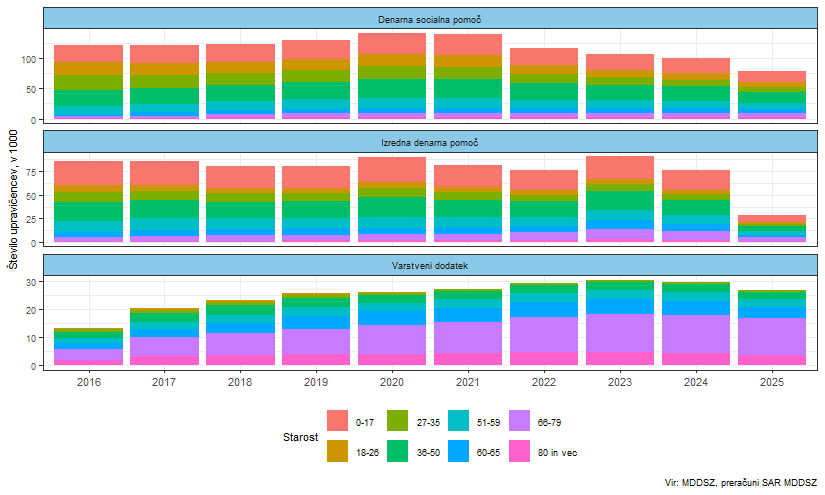 Denarna socialna pomoč
100
50
0
Izredna denarna pomoč
75
50
25
0
Število upravičencev, v 1000
Varstveni dodatek
30
20
10
0
2016 2017 2018 2019 2020 2021 2022 2023 2024 2025
Starost
0-17 27-35 51-59 66-79
18-26 36-50 60-65 80 in vec
Vir: MDDSZ, preračuni SAR MDDSZ